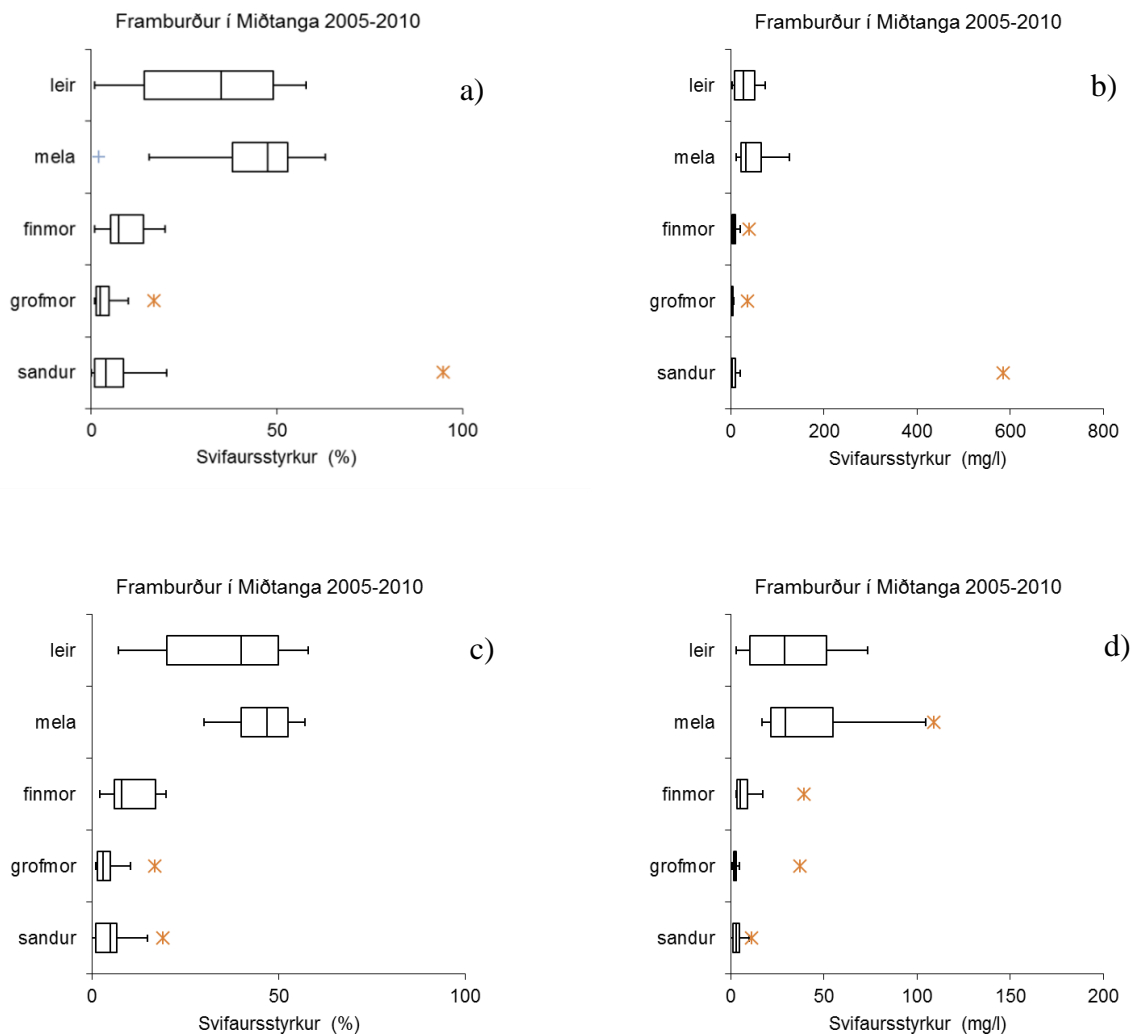 Framburður í Miðtanga 2005-2010
a)
leir
mela
finmor
grofmor
sandur
0 50 100
Svifaursstyrkur (%)
Framburður í Miðtanga 2005-2010
b)
leir
mela
finmor
grofmor
sandur
0 200 400 600 800
Svifaursstyrkur (mg/l)
Framburður í Miðtanga 2005-2010
c)
leir
mela
finmor
grofmor
sandur
0 50 100
Svifaursstyrkur (%)
Framburður í Miðtanga 2005-2010
d)
leir
mela
finmor
grofmor
sandur
0 50 100 150 200
Svifaursstyrkur (mg/l)